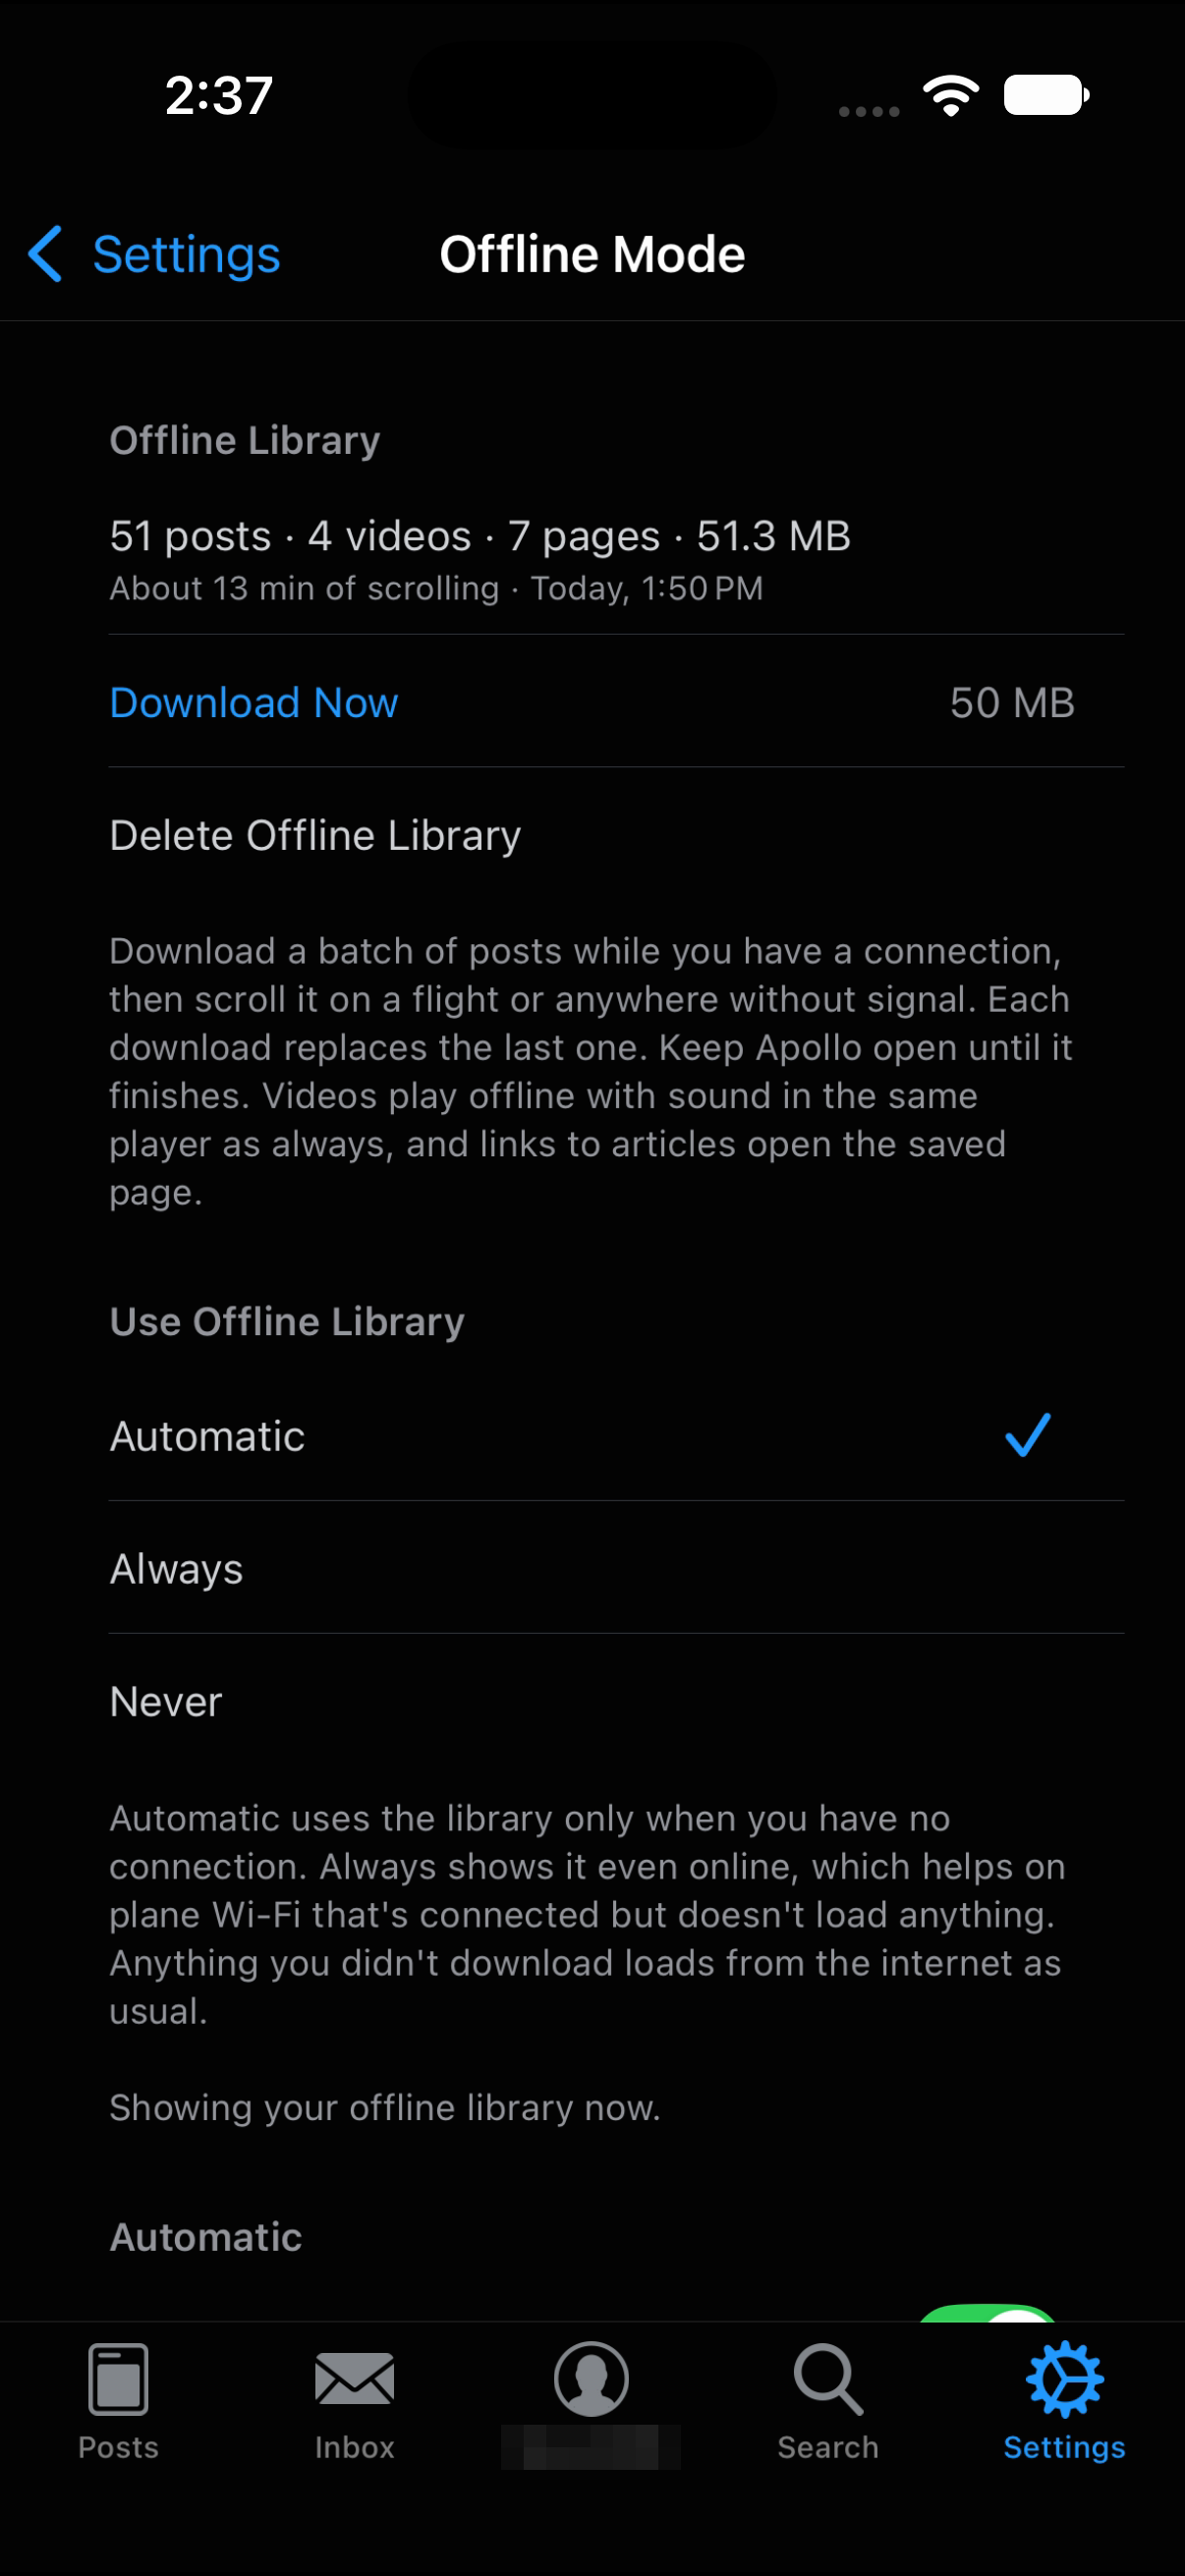 2:37
Settings
Offline Mode
Offline Library
51 posts · 4 videos · 7 pages · 51.3 MB
About 13 min of scrolling · Today, 1:50 PM
Download Now
50 MB
Delete Offline Library
Download a batch of posts while you have a connection,
then scroll it on a flight or anywhere without signal. Each
download replaces the last one. Keep Apollo open until it
finishes. Videos play offline with sound in the same
player as always, and links to articles open the saved
page.
Use Offline Library
Automatic
Always
Never
Automatic uses the library only when you have no
connection. Always shows it even online, which helps on
plane Wi-Fi that's connected but doesn't load anything.
Anything you didn't download loads from the internet as
usual.
Showing your offline library now.
Automatic
Posts
Inbox
Search
Settings